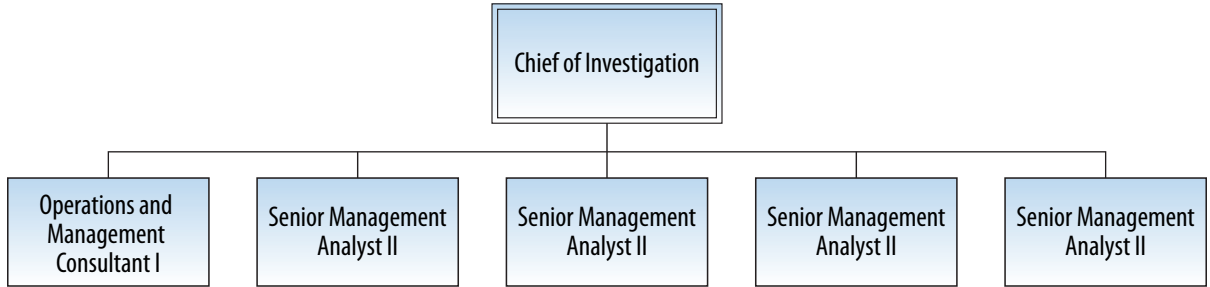 Chief of Investigation
Operations and
Management
Consultant I
Senior Management
Analyst II
Senior Management
Analyst II
Senior Management
Analyst II
Senior Management
Analyst II